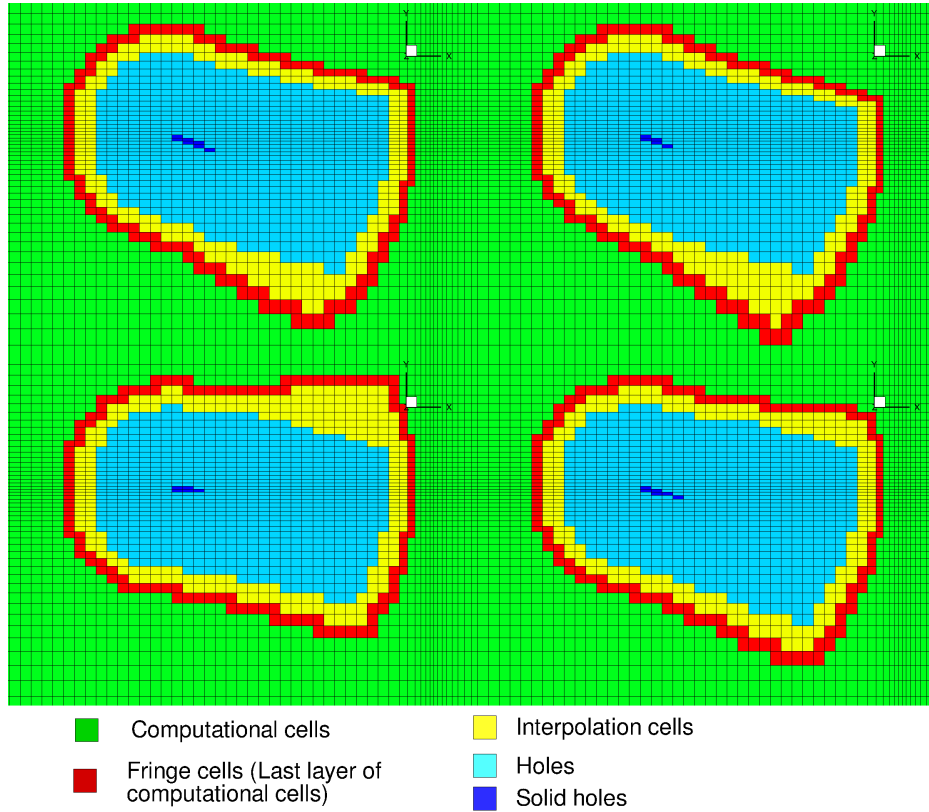 Y
X
Y
X
Y
X
Y
X
Computational cells
Interpolation cells
Fringe cells (Last layer of
computational cells)
Holes
Solid holes